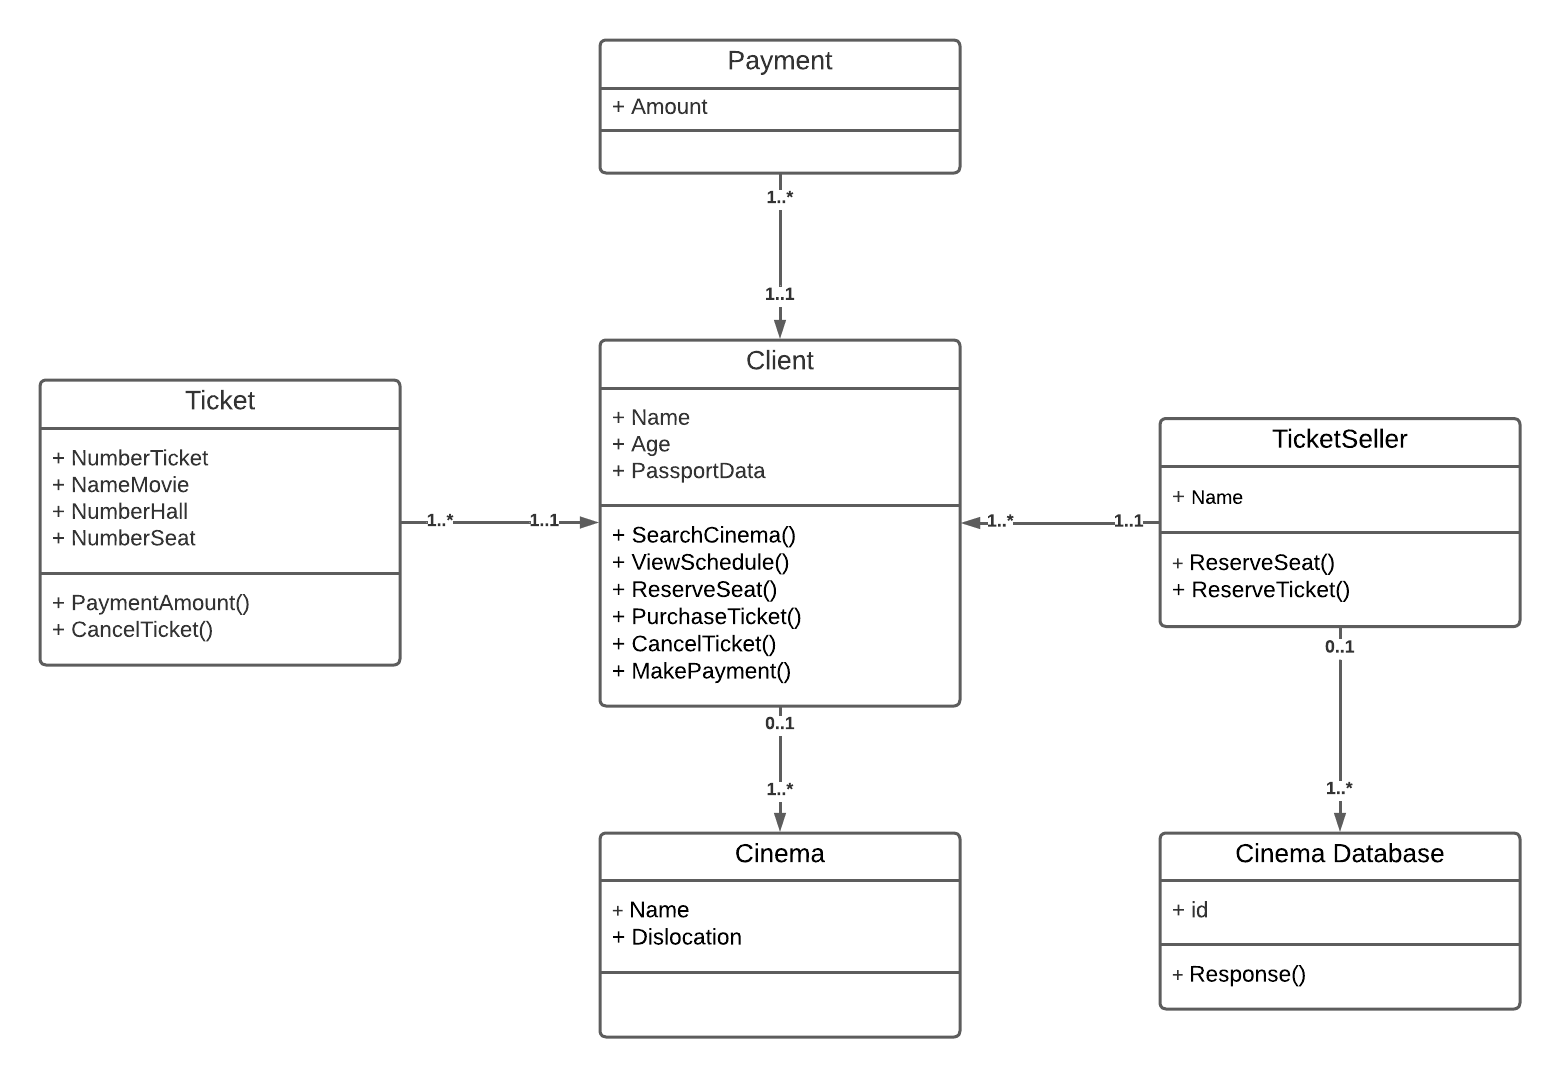 Payment
+ Amount
1..*
1..1
Client
+ Name
+ Age
+ PassportData
+ SearchCinema()
+ ViewSchedule()
+ ReserveSeat()
+ PurchaseTicket()
+ CancelTicket()
+ MakePayment()
Ticket
+ NumberTicket
+ NameMovie
+ NumberHall
+ NumberSeat
+ PaymentAmount()
+ CancelTicket()
1..*
1..1
1..*
1..1
TicketSeller
+ Name
+ ReserveSeat()
+ ReserveTicket()
0..1
1..*
Cinema
+ Name
+ Dislocation
0..1
1..*
Cinema Database
+ id
+ Response()